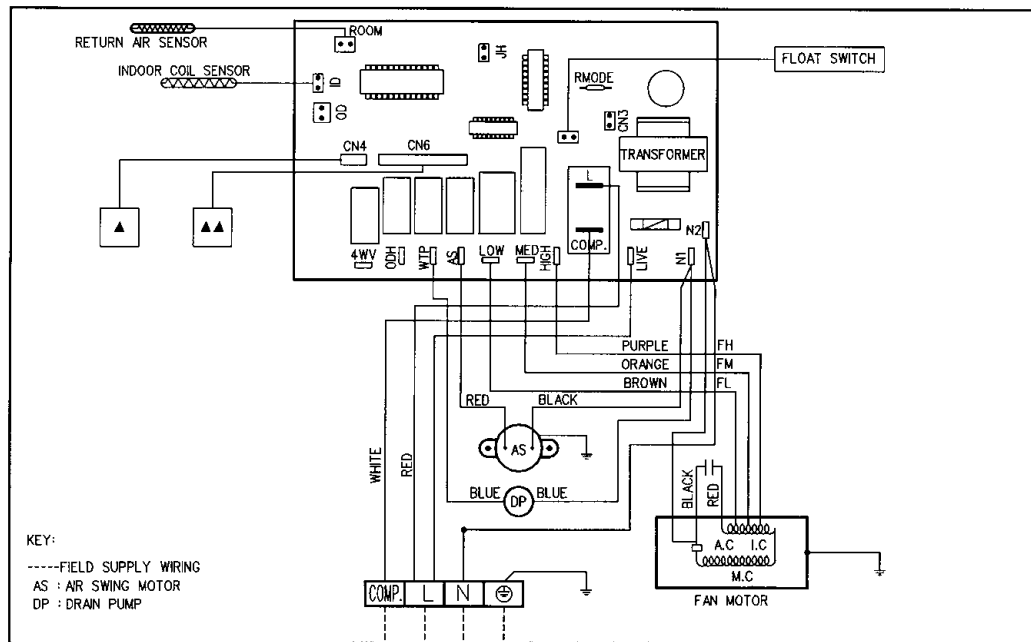 RETURN AIR SENSOR
ROOM
INDOOR COIL SENSOR
ID
OD
JH
RMODE
FLOAT SWITCH
CN3
CN4
CN6
TRANSFORMER
L
COMP.
N2
4WV
ODH
WTP
AS
LOW
MED
HIGH
LIVE
N1
PURPLE FH
ORANGE FM
BROWN FL
RED
BLACK
AS
WHITE
RED
BLUE
DP
BLUE
BLACK
RED
A.C
I.C
M.C
FAN MOTOR
KEY:
-----FIELD SUPPLY WIRING
AS : AIR SWING MOTOR
DP : DRAIN PUMP
COMP.
L
N